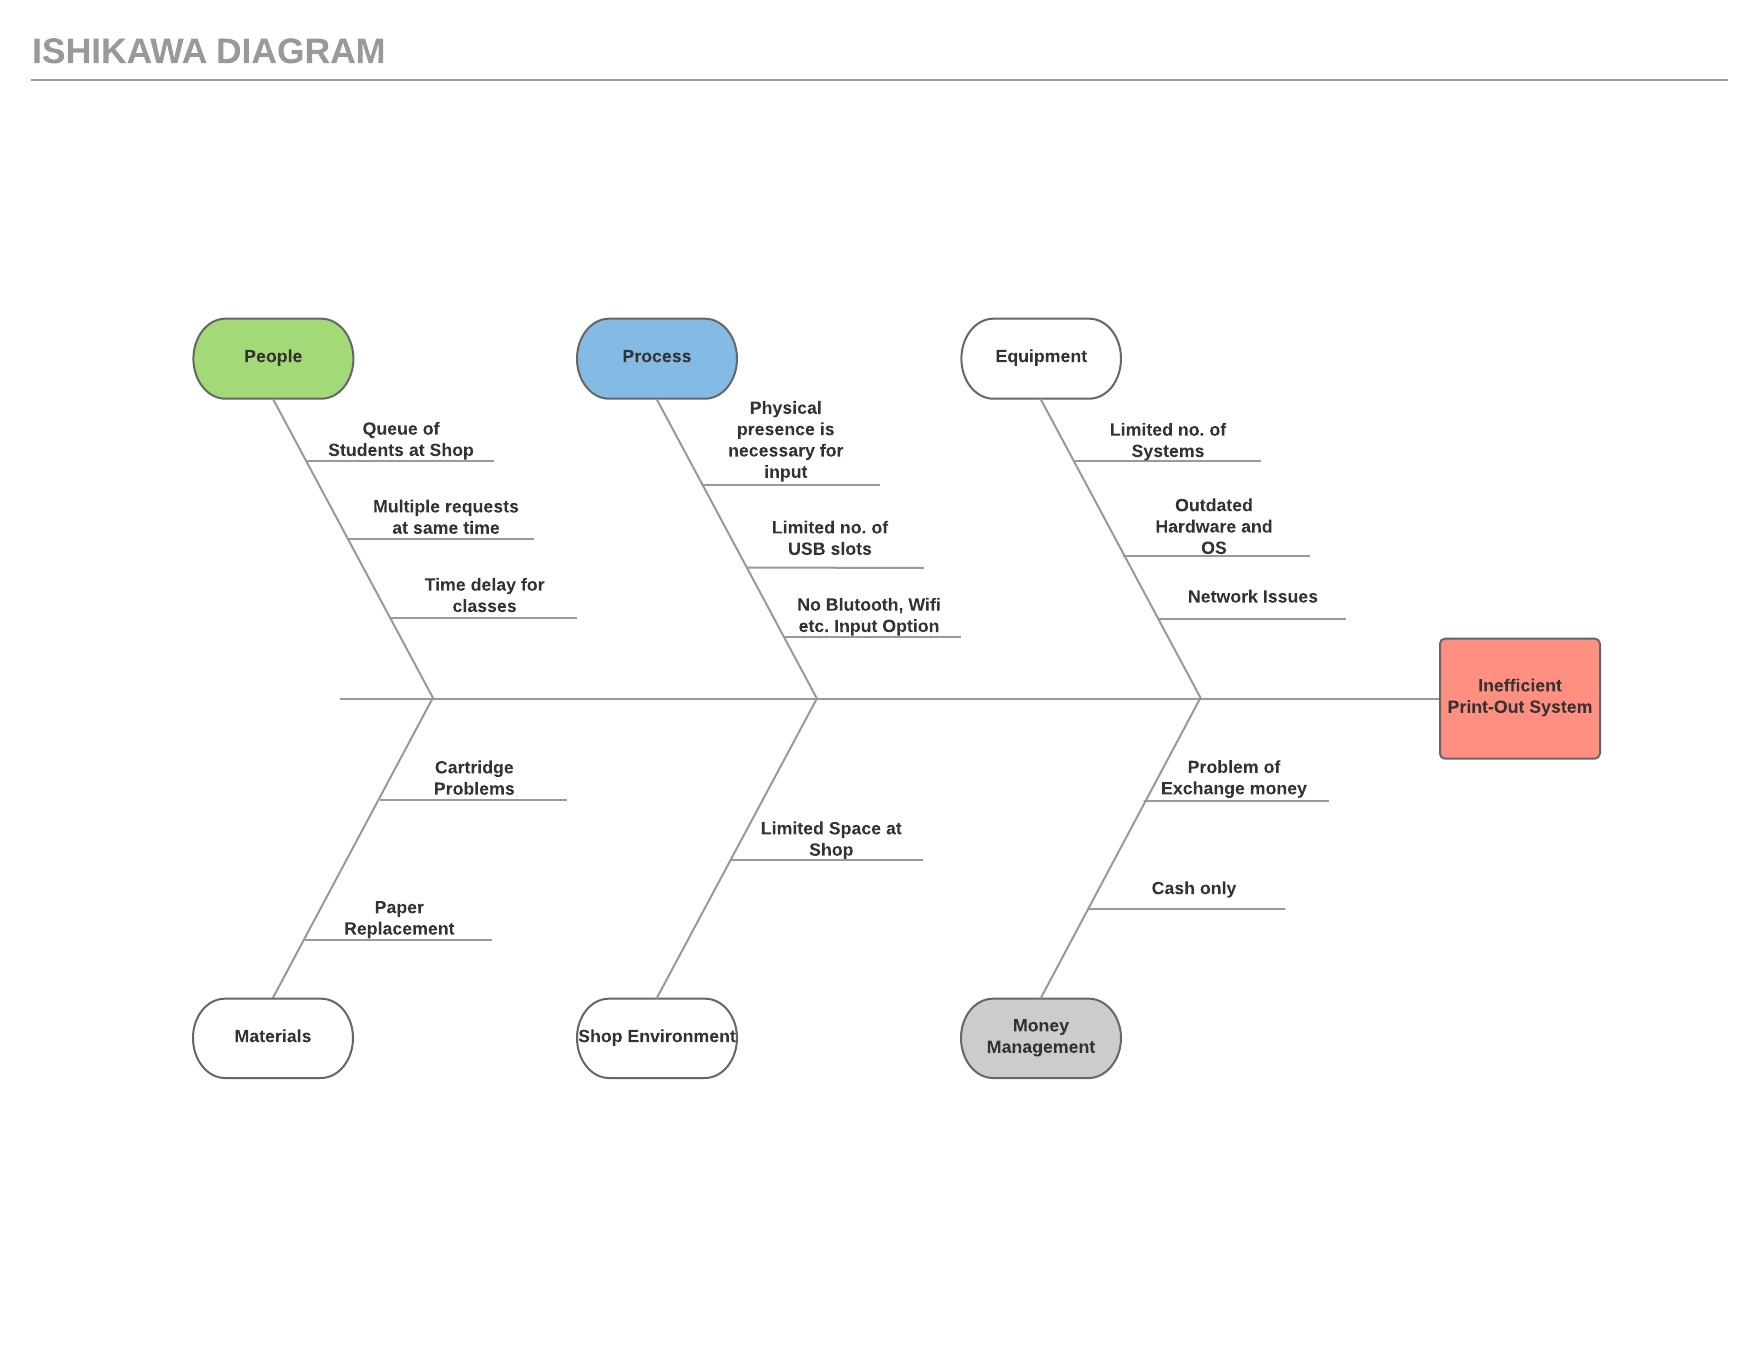 ISHIKAWA DIAGRAM
People
Process
Equipment
Queue of
Students at Shop
Multiple requests
at same time
Time delay for
classes
Physical
presence is
necessary for
input
Limited no. of
USB slots
No Blutooth, Wifi
etc. Input Option
Limited no. of
Systems
Outdated
Hardware and
OS
Network Issues
Inefficient
Print-Out System
Cartridge
Problems
Paper
Replacement
Limited Space at
Shop
Problem of
Exchange money
Cash only
Materials
Shop Environment
Money
Management